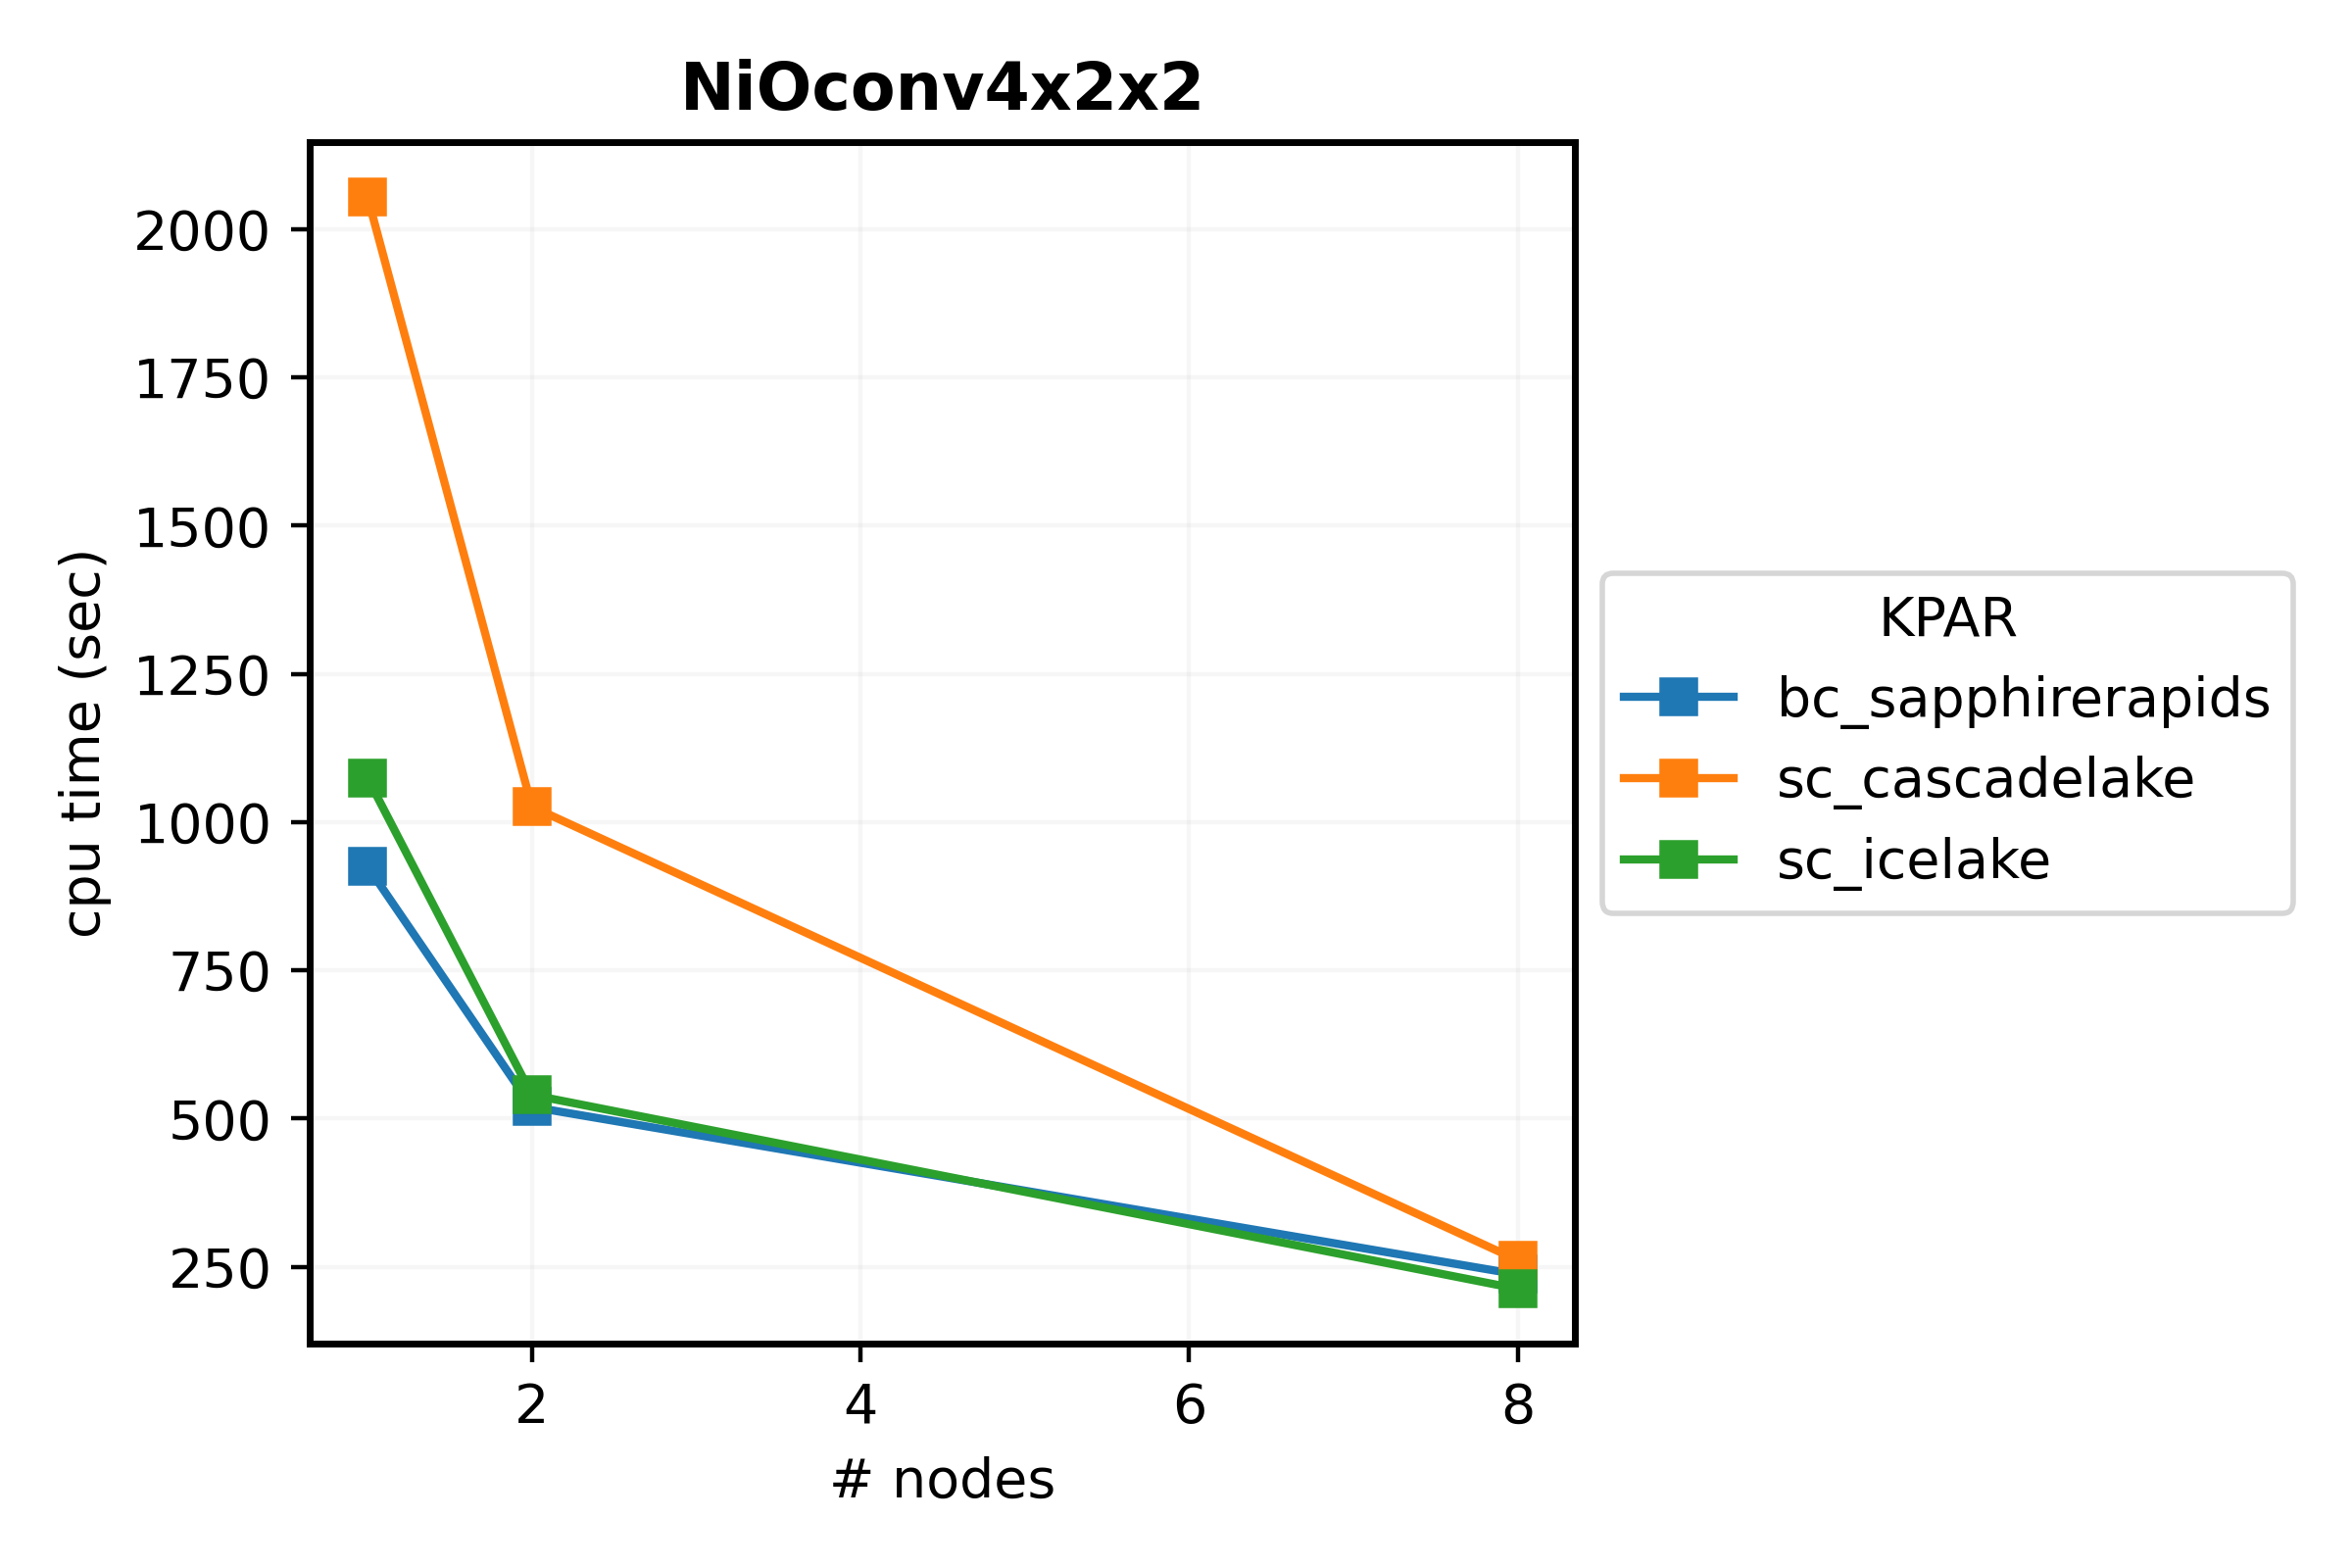 NiOconv4x2x2
cpu time (sec)
2000
1750
1500
1250
1000
750
500
250
2 4 6 8
# nodes
KPAR
bc_sapphirerapids
sc_cascadelake
sc_icelake